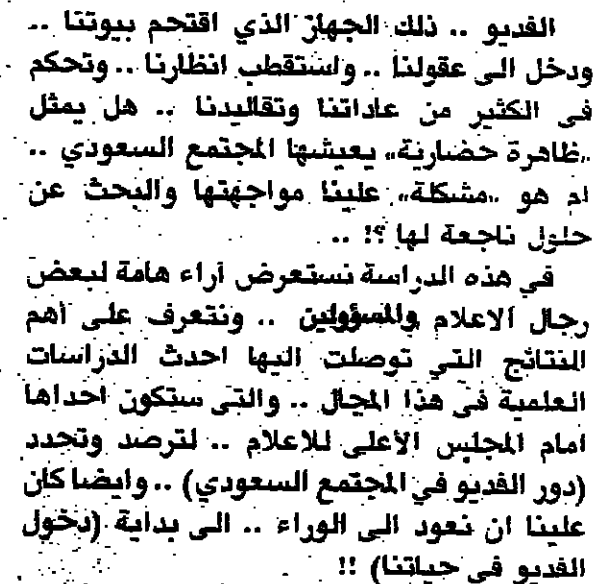 الفديو .. ذلك الجهاز الذي اقتحم بيوتنا ..
ودخل الى عقولنا .. واستقطب انظارنا .. وتحكم
في الكثير من عاداتنا وتقاليدنا .. هل يمثل
«ظاهرة حضارية» يعيشها المجتمع السعودي ..
ام هو «مشكلة» علينا مواجهتها والبحث عن
حلول ناجعة لها ؟! ..
في هذه الدراسة نستعرض آراء هامة لبعض
رجال الاعلام والمسؤولين .. ونتعرف على أهم
النتائج التي توصلت اليها احدث الدراسات
العلمية في هذا المجال .. والتي ستكون احداها
امام المجلس الأعلى للاعلام .. لترصد وتحدد
(دور الفديو في المجتمع السعودي) .. وايضا كان
علينا ان نعود الى الوراء .. الى بداية (دخول
الفديو في حياتنا) !!